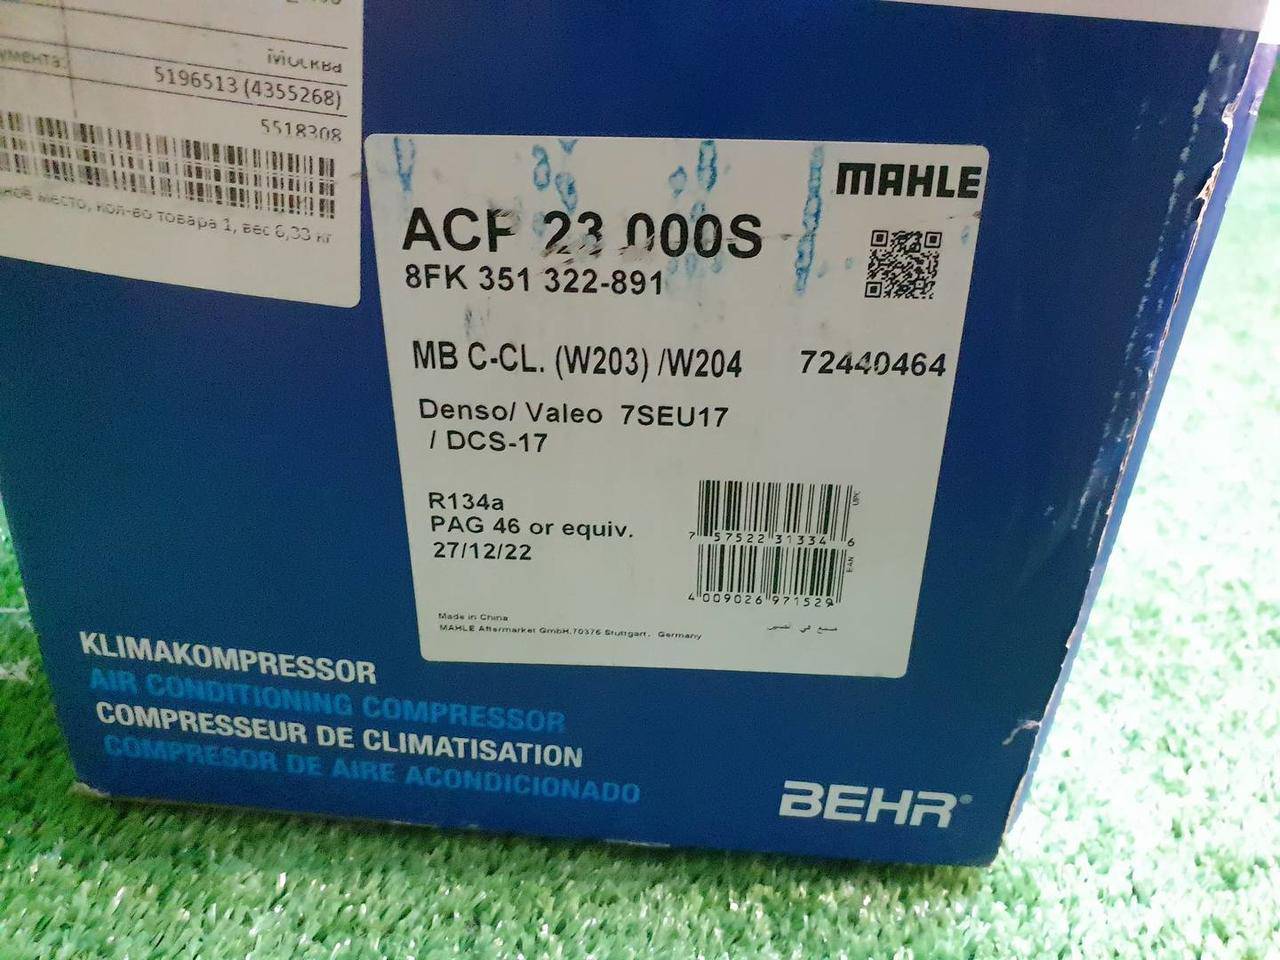 Москва
5196513 (4355268)
5518308
место, кол-во товара 1, вес 6,33 кг
MAHLE
ACP 23 000S
8FK 351 322-891
MB C-CL. (W203) /W204 72440464
Denso/ Valeo 7SEU17
/ DCS-17
R134a
PAG 46 or equiv.
27/12/22
UPC
7 57522 31334 6
EAN
4 009026 971529
Made in China
MAHLE Aftermarket GmbH.70376 Stuttgart. Germany
صنع في الصين
KLIMAKOMPRESSOR
AIR CONDITIONING COMPRESSOR
COMPRESSEUR DE CLIMATISATION
COMPRESOR DE AIRE ACONDICIONADO
BEHR®